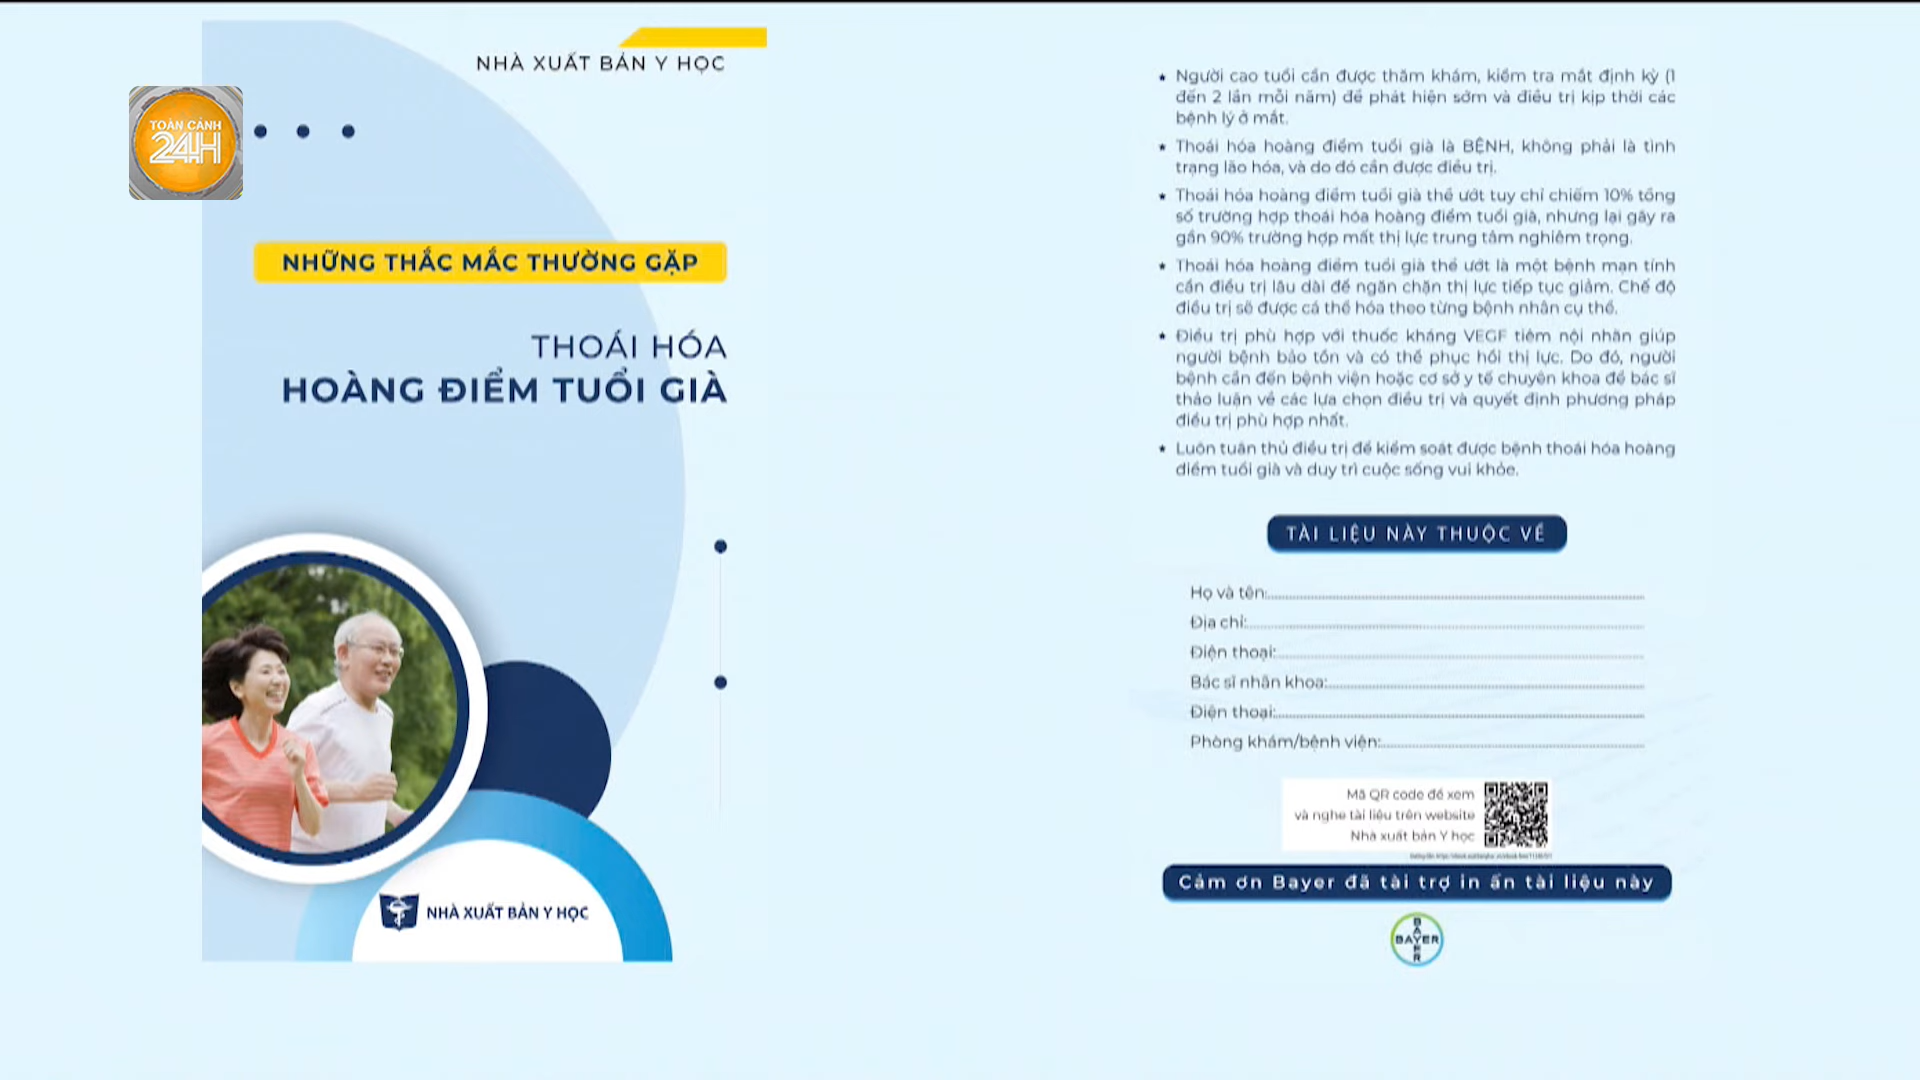 NHÀ XUẤT BẢN Y HỌC
TOÀN CẢNH
24H
NHỮNG THẮC MẮC THƯỜNG GẶP
THOÁI HÓA
HOÀNG ĐIỂM TUỔI GIÀ
NHÀ XUẤT BẢN Y HỌC
Người cao tuổi cần được thăm khám, kiểm tra mắt định kỳ (1
đến 2 lần mỗi năm) để phát hiện sớm và điều trị kịp thời các
bệnh lý ở mắt.
Thoái hóa hoàng điểm tuổi già là BỆNH, không phải là tình
trạng lão hóa, và do đó cần được điều trị.
Thoái hóa hoàng điểm tuổi già thể ướt tuy chỉ chiếm 10% tổng
số trường hợp thoái hóa hoàng điểm tuổi già, nhưng lại gây ra
gần 90% trường hợp mất thị lực trung tâm nghiêm trọng.
Thoái hóa hoàng điểm tuổi già thể ướt là một bệnh mạn tính
cần điều trị lâu dài để ngăn chặn thị lực tiếp tục giảm. Chế độ
điều trị sẽ được cá thể hóa theo từng bệnh nhân cụ thể.
Điều trị phù hợp với thuốc kháng VEGF tiêm nội nhãn giúp
người bệnh bảo tồn và có thể phục hồi thị lực. Do đó, người
bệnh cần đến bệnh viện hoặc cơ sở y tế chuyên khoa để bác sĩ
thảo luận về các lựa chọn điều trị và quyết định phương pháp
điều trị phù hợp nhất.
Luôn tuân thủ điều trị để kiểm soát được bệnh thoái hóa hoàng
điểm tuổi già và duy trì cuộc sống vui khỏe.
TÀI LIỆU NÀY THUỘC VỀ
Họ và tên:
Địa chỉ:
Điện thoại:
Bác sĩ nhãn khoa:
Điện thoại:
Phòng khám/bệnh viện:
Mã QR code để xem
và nghe tài liệu trên website
Nhà xuất bản Y học
Cảm ơn Bayer đã tài trợ in ấn tài liệu này
BAYER